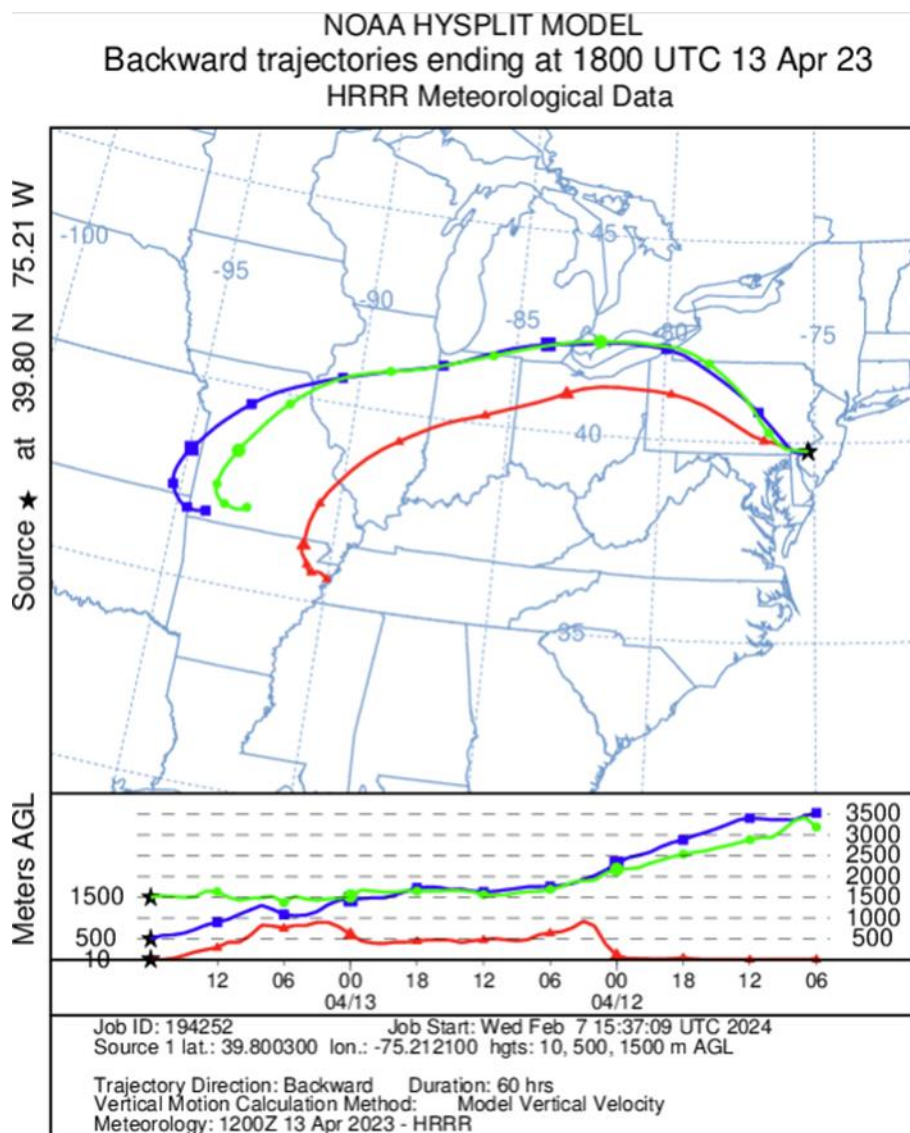 NOAA HYSPLIT MODEL
Backward trajectories ending at 1800 UTC 13 Apr 23
HRRR Meteorological Data
Source ★ at 39.80 N 75.21 W
-100
-95
-90
-85
-80
-75
45
40
35
Meters AGL
1500
500
10
3500
3000
2500
2000
1500
1000
500
12 06 00 18 12 06 00 18 12 06
04/13 04/12
Job ID: 194252 Job Start: Wed Feb 7 15:37:09 UTC 2024
Source 1 lat.: 39.800300 lon.: -75.212100 hgts: 10, 500, 1500 m AGL
Trajectory Direction: Backward Duration: 60 hrs
Vertical Motion Calculation Method: Model Vertical Velocity
Meteorology: 1200Z 13 Apr 2023 - HRRR